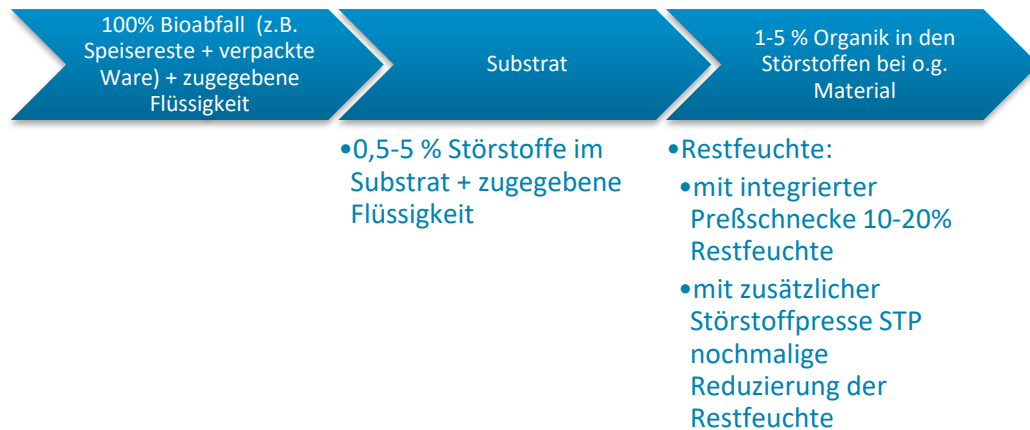 100% Bioabfall  (z.B.
Speisereste + verpackte
Ware) + zugegebene
Flüssigkeit
Substrat
•0,5-5 % Störstoffe im
Substrat + zugegebene
Flüssigkeit
1-5 % Organik in den
Störstoffen bei o.g.
Material
•Restfeuchte:
•mit integrierter
Preßschnecke 10-20%
Restfeuchte
•mit zusätzlicher
Störstoffpresse STP
nochmalige
Reduzierung der
Restfeuchte